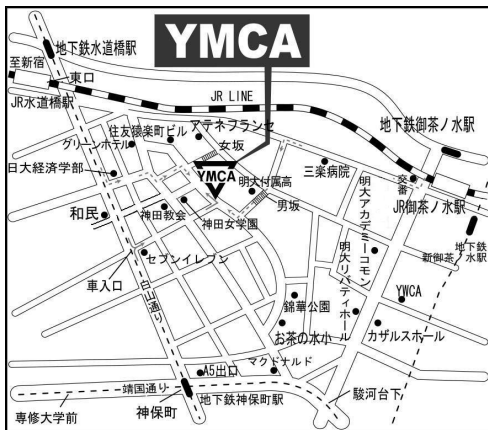 YMCA
地下鉄水道橋駅
至新宿
東口
JR水道橋駅
JR LINE
地下鉄御茶ノ水駅
住友猿楽町ビル
アテネフランセ
グリーンホテル
女坂
日大経済学部
YMCA
明大付属高
三楽病院
交番
JR御茶ノ水駅
和民
神田教会
男坂
神田女学園
明大アカデミーコモン
地下鉄
新御茶ノ水駅
セブンイレブン
車入口
白山通り
明大リバティホール
YWCA
錦華公園
お茶の水小
カザルスホール
A5出口
マクドナルド
靖国通り
専修大学前
神保町
地下鉄神保町駅
駿河台下